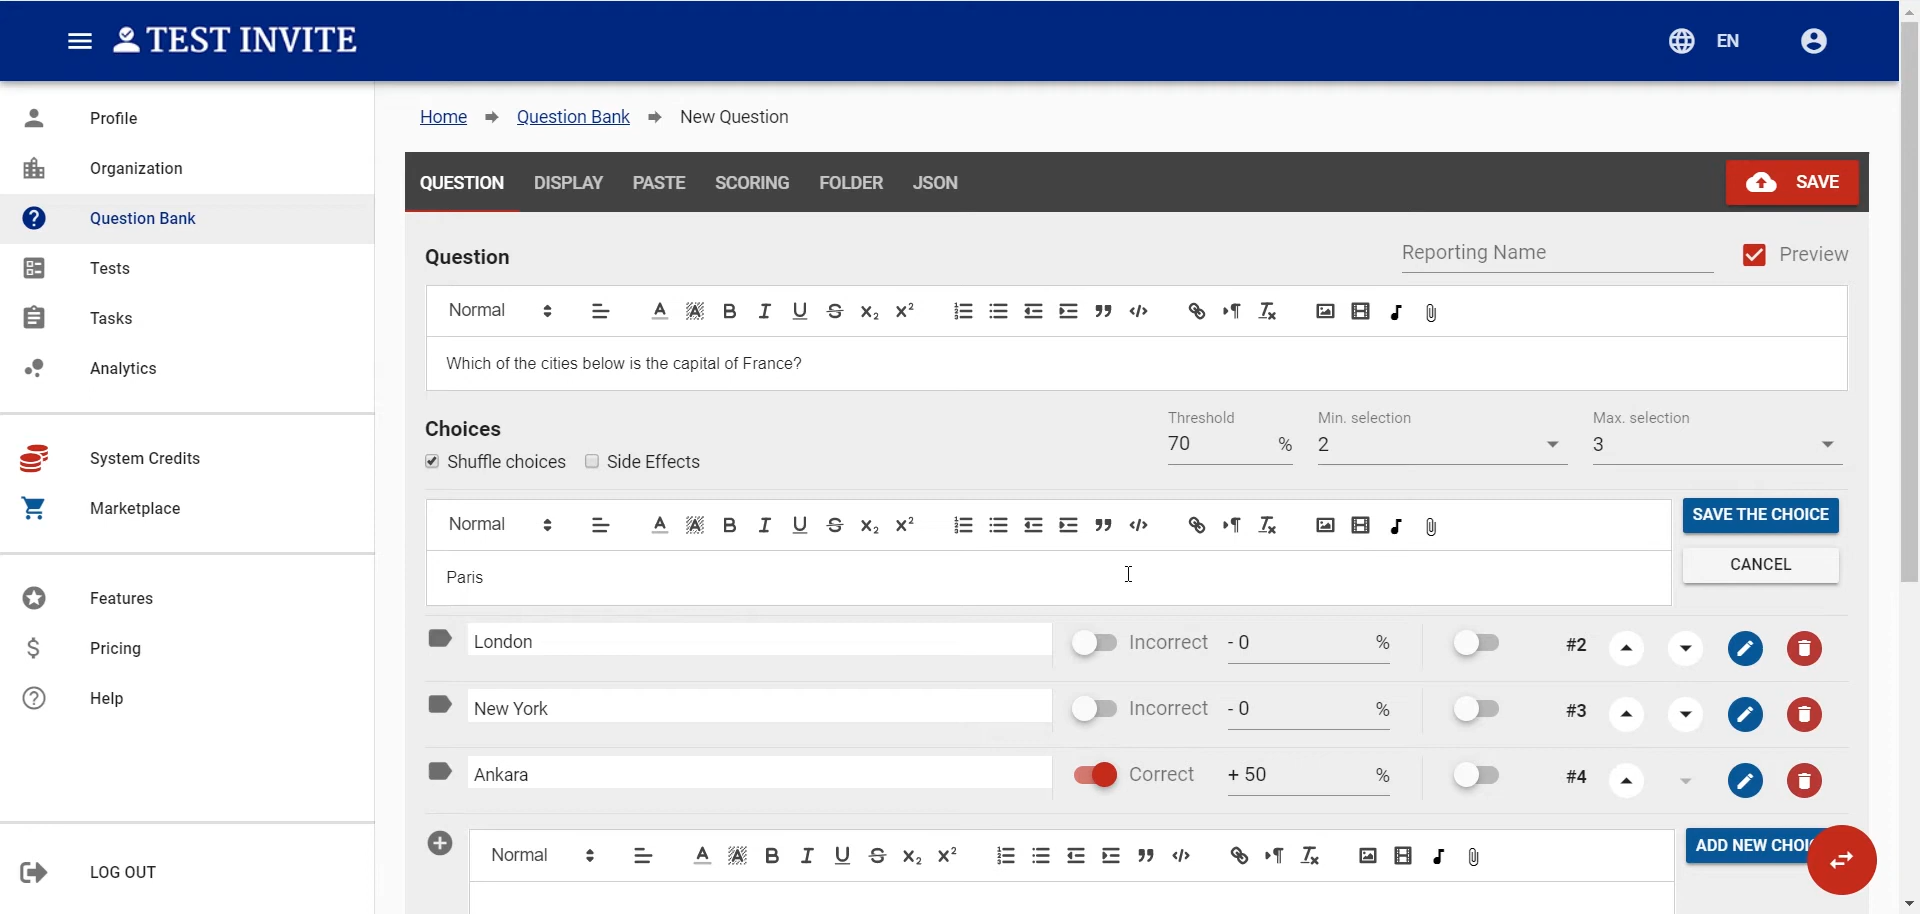 TEST INVITE
EN
Profile
Organization
Question Bank
Tests
Tasks
Analytics
System Credits
Marketplace
Features
Pricing
Help
LOG OUT
Home Question Bank New Question
QUESTION DISPLAY PASTE SCORING FOLDER JSON SAVE
Question Reporting Name Preview
Normal
Which of the cities below is the capital of France?
Threshold Min. selection Max. selection
Choices 70 % 2 3
Shuffle choices Side Effects
Normal SAVE THE CHOICE
Paris CANCEL
London Incorrect - 0 % #2
New York Incorrect - 0 % #3
Ankara Correct + 50 % #4
Normal ADD NEW